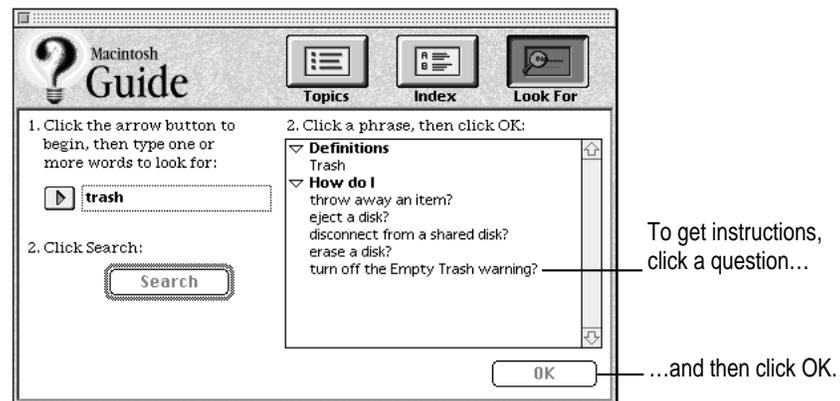 Macintosh
Guide
Topics
Index
Look For
1. Click the arrow button to
begin, then type one or
more words to look for:
trash
2. Click Search:
Search
2. Click a phrase, then click OK:
Definitions
Trash
How do I
throw away an item?
eject a disk?
disconnect from a shared disk?
erase a disk?
turn off the Empty Trash warning?
OK
To get instructions,
click a question…
…and then click OK.